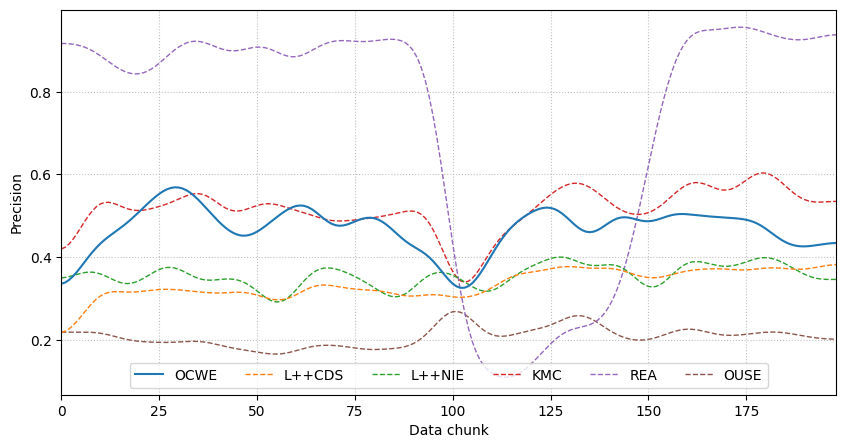 Precision
0.8
0.6
0.4
0.2
OCWE L++CDS L++NIE KMC REA OUSE
0 25 50 75 100 125 150 175
Data chunk